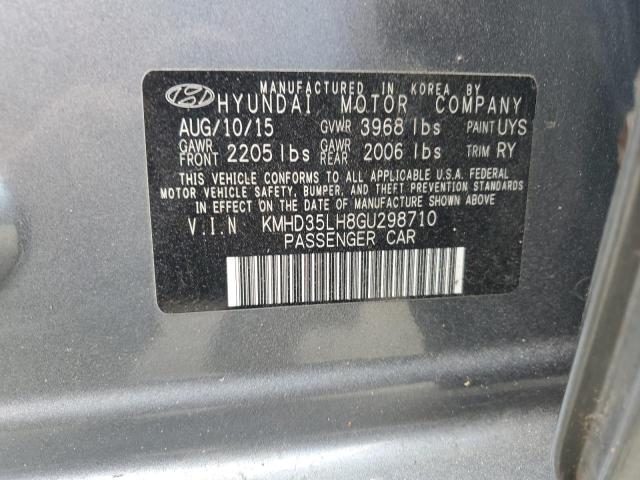 MANUFACTURED IN KOREA BY
HYUNDAI MOTOR COMPANY
AUG/10/15 GVWR 3968 lbs PAINT UYS
GAWR FRONT 2205 lbs GAWR REAR 2006 lbs TRIM RY
THIS VEHICLE CONFORMS TO ALL APPLICABLE U.S.A. FEDERAL
MOTOR VEHICLE SAFETY, BUMPER, AND THEFT PREVENTION STANDARDS
IN EFFECT ON THE DATE OF MANUFACTURE SHOWN ABOVE.
V.I.N KMHD35LH8GU298710
PASSENGER CAR